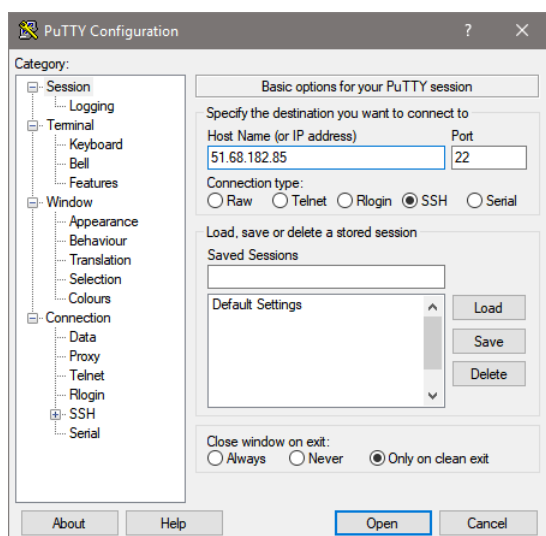 PuTTY Configuration ? ×
Category:
Session
Logging
Terminal
Keyboard
Bell
Features
Window
Appearance
Behaviour
Translation
Selection
Colours
Connection
Data
Proxy
Telnet
Rlogin
SSH
Serial
Basic options for your PuTTY session
Specify the destination you want to connect to
Host Name (or IP address) Port
51.68.182.85 22
Connection type:
Raw Telnet Rlogin SSH Serial
Load, save or delete a stored session
Saved Sessions
Default Settings
Load
Save
Delete
Close window on exit:
Always Never Only on clean exit
About Help Open Cancel